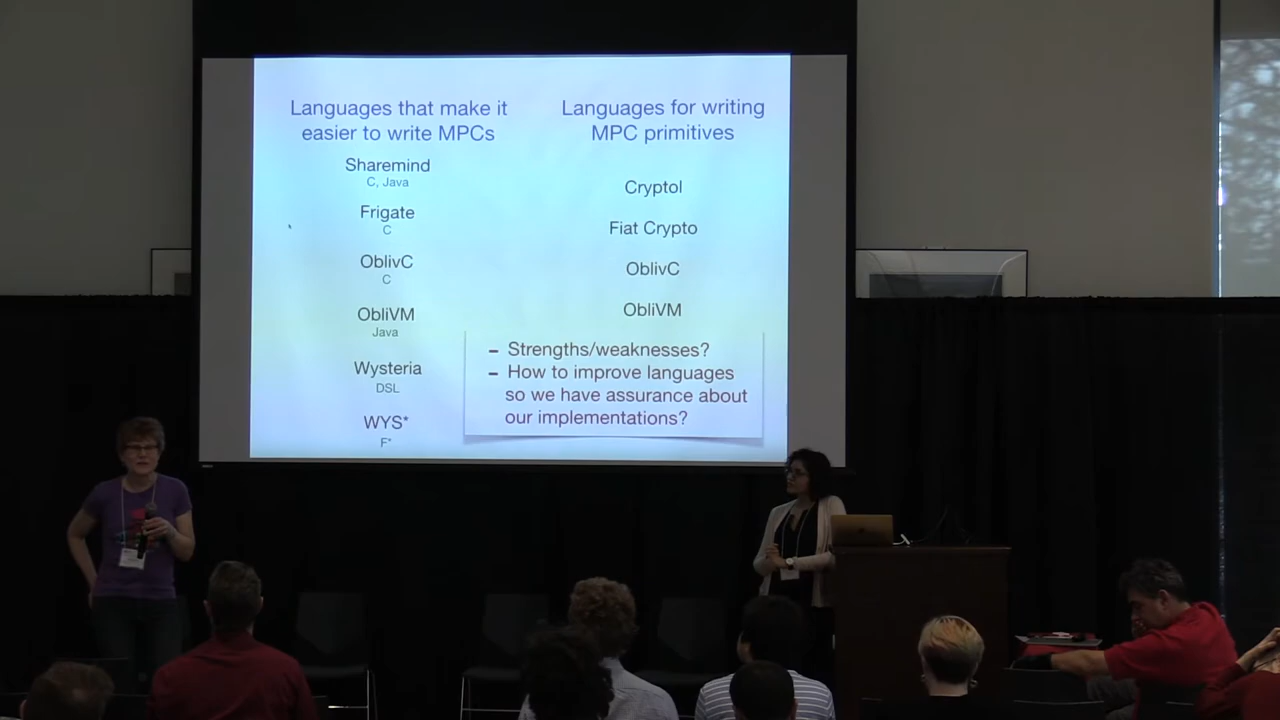 Languages that make it
easier to write MPCs
Sharemind
C, Java
Frigate
C
OblivC
C
ObliVM
Java
Wysteria
DSL
WYS*
F*
Languages for writing
MPC primitives
Cryptol
Fiat Crypto
OblivC
ObliVM
- Strengths/weaknesses?
- How to improve languages
so we have assurance about
our implementations?